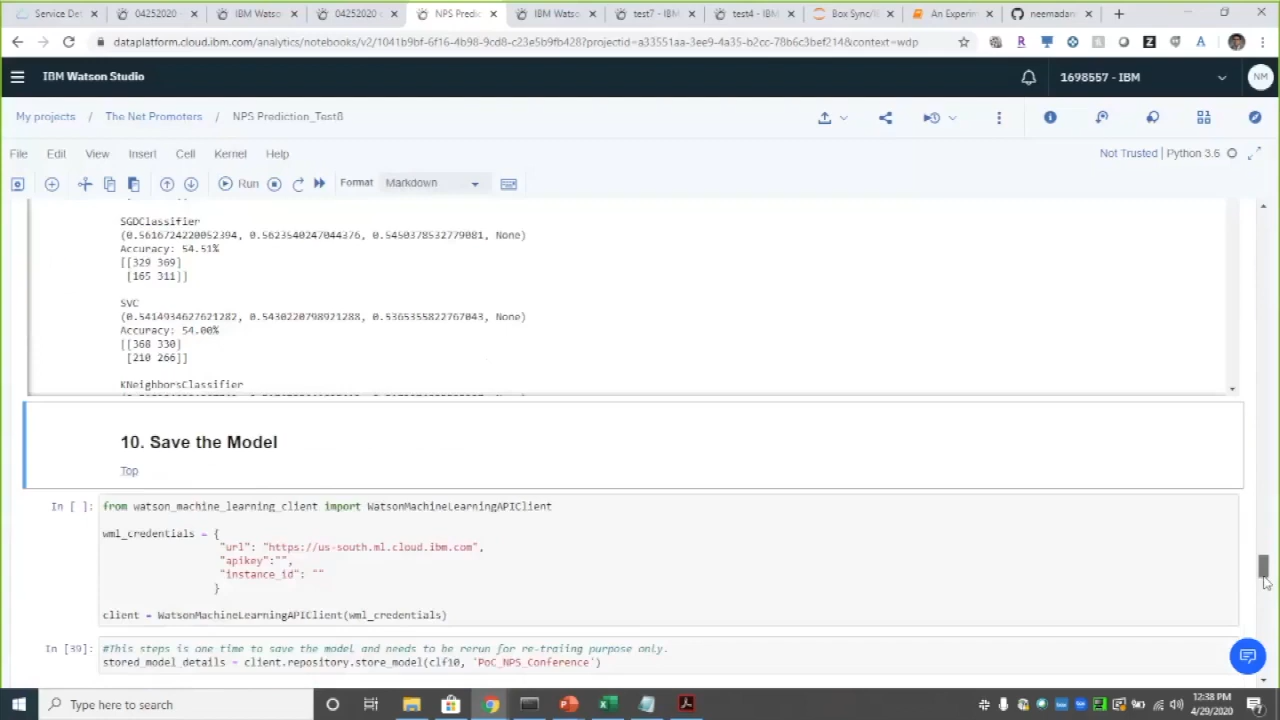 Service Det
04252020
IBM Watso
04252020
NPS Predic
IBM Watso
test7 - IBM
test4 - IBM
Box Sync/IE
An Experim
neemadan
dataplatform.cloud.ibm.com/analytics/notebooks/v2/1041b9bf-6f16-4b98-9cd8-c23e5b9fb428?projectid=a33551aa-3ee9-4a35-b2cc-78b6c3bef214&context=wdp
IBM Watson Studio
1698557 - IBM
NM
My projects / The Net Promoters / NPS Prediction_Test8
File Edit View Insert Cell Kernel Help
Not Trusted | Python 3.6
Run
Format
Markdown
SGDClassifier
(0.5616724220052394, 0.5623540247044376, 0.5450378532779081, None)
Accuracy: 54.51%
[[329 369]
[165 311]]
SVC
(0.5414934627621282, 0.5430220798921288, 0.5365355822767043, None)
Accuracy: 54.00%
[[368 330]
[210 266]]
KNeighborsClassifier
10. Save the Model
Top
In [ ]:
from watson_machine_learning_client import WatsonMachineLearningAPIClient
wml_credentials = {
"url": "https://us-south.ml.cloud.ibm.com",
"apikey":"",
"instance_id": ""
}
client = WatsonMachineLearningAPIClient(wml_credentials)
In [39]:
#This steps is one time to save the model and needs to be rerun for re-traiing purpose only.
stored_model_details = client.repository.store_model(clf10, 'PoC_NPS_Conference')
Type here to search
12:38 PM
4/29/2020